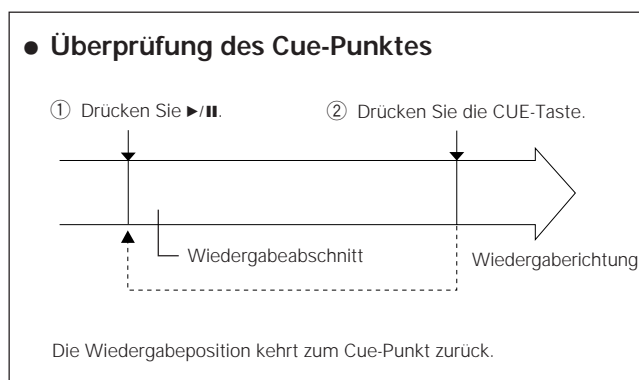 ● Überprüfung des Cue-Punktes
① Drücken Sie ►/II.
② Drücken Sie die CUE-Taste.
Wiedergabeabschnitt
Wiedergaberichtung
Die Wiedergabeposition kehrt zum Cue-Punkt zurück.